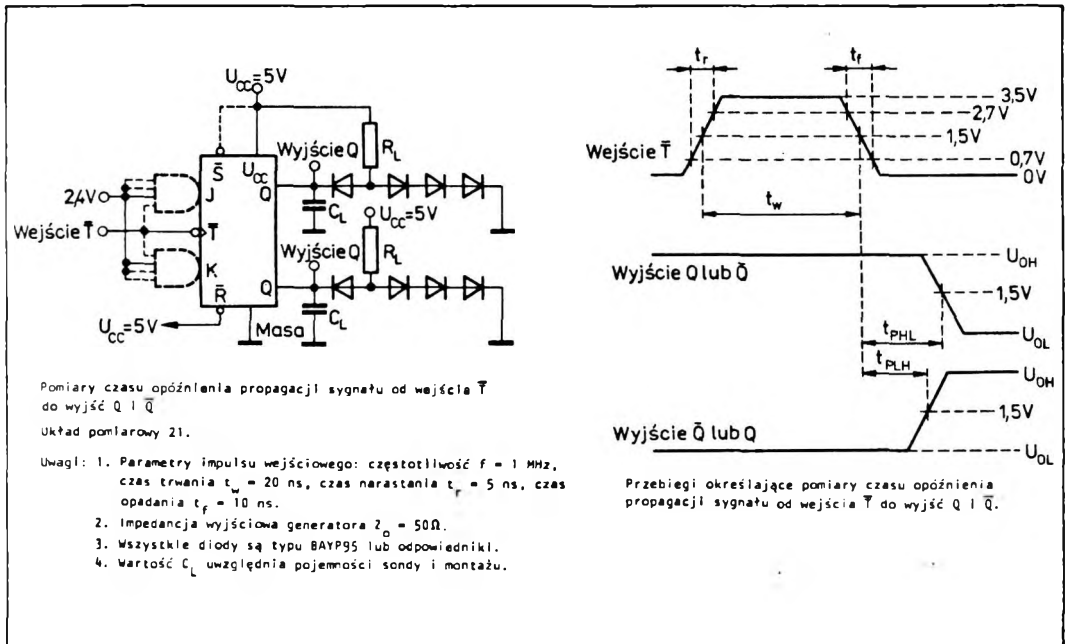 U_CC=5V
Wyjście Q
R_L
S̄
U_CC
Q
2,4V
J
C_L
U_CC=5V
Wejście T̄
T̄
Wyjście Q
R_L
K
Q
R̄
C_L
U_CC=5V
Masa
Pomiary czasu opóźnienia propagacji sygnału od wejścia T̄
do wyjść Q i Q̄
Układ pomiarowy 21.
Uwagi: 1. Parametry impulsu wejściowego: częstotliwość f = 1 MHz,
czas trwania t_w = 20 ns, czas narastania t_r = 5 ns, czas
opadania t_f = 10 ns.
2. Impedancja wyjściowa generatora Z_o = 50Ω.
3. Wszystkie diody są typu BAYP95 lub odpowiedniki.
4. Wartość C_L uwzględnia pojemności sondy i montażu.
t_r
t_f
3,5V
2,7V
1,5V
Wejście T̄
0,7V
0V
t_w
Wyjście Q lub Q̄
U_OH
1,5V
t_PHL
U_OL
t_PLH
U_OH
1,5V
Wyjście Q̄ lub Q
U_OL
Przebiegi określające pomiary czasu opóźnienia
propagacji sygnału od wejścia T̄ do wyjść Q i Q̄.